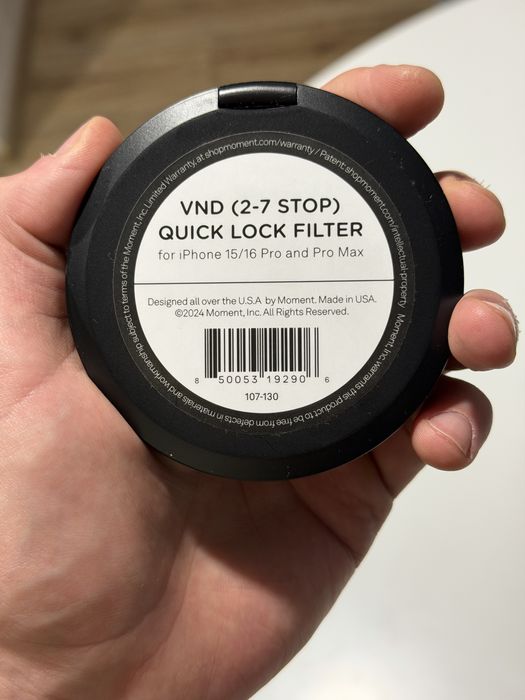 VND (2-7 STOP)
QUICK LOCK FILTER
for iPhone 15/16 Pro and Pro Max
Designed all over the U.S.A by Moment. Made in USA.
©2024 Moment, Inc. All Rights Reserved.
8 50053 19290 6
107-130
Moment Inc. warrants this product to be free from defects in materials and workmanship subject to terms of the Moment Inc. Limited Warranty, at shopmoment.com/warranty / Patent: shopmoment.com/intellectual property